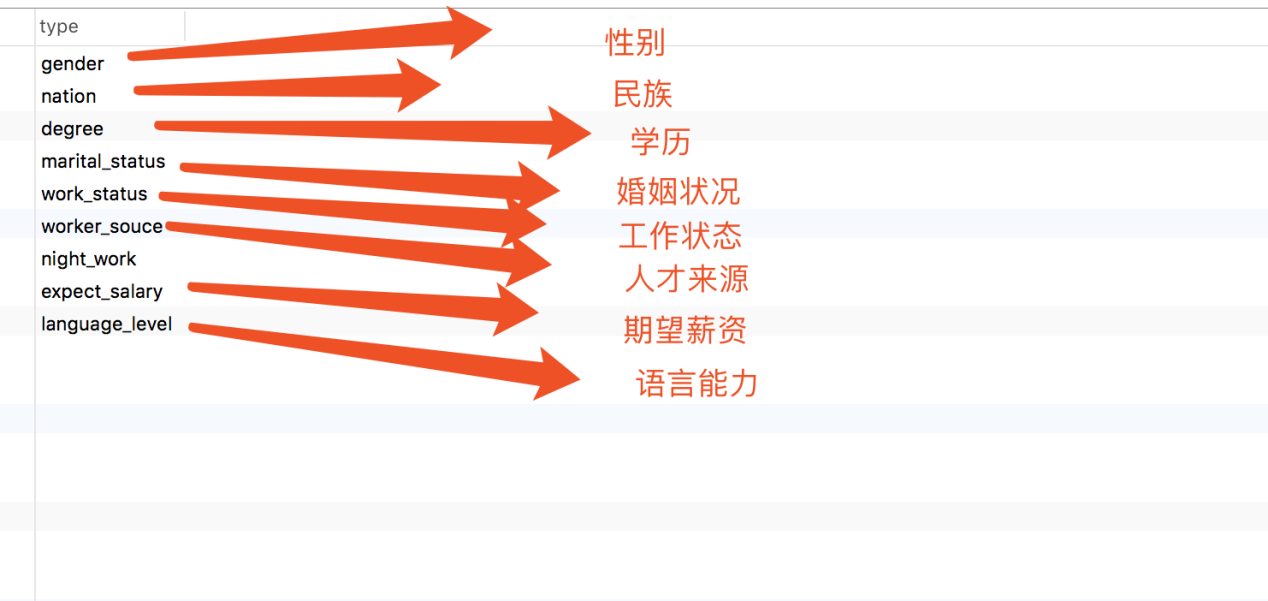 type
gender
性别
nation
民族
degree
学历
marital_status
婚姻状况
work_status
工作状态
worker_souce
人才来源
night_work
expect_salary
期望薪资
language_level
语言能力